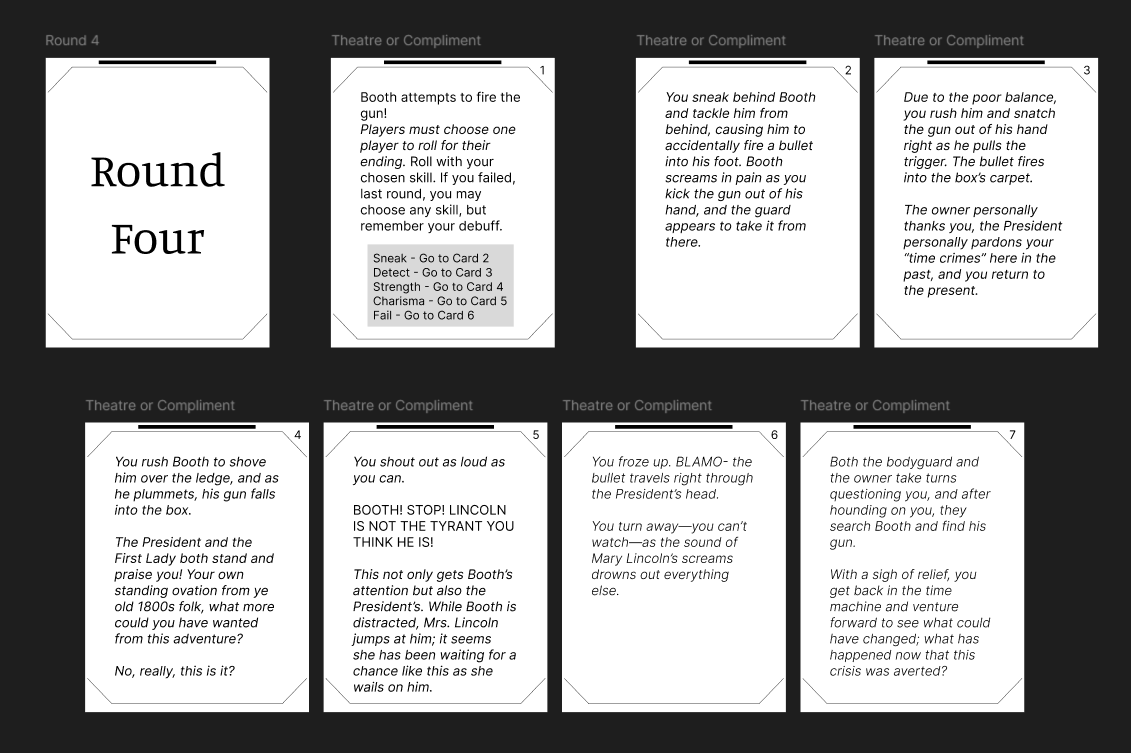 Round 4
Round
Four
Theatre or Compliment
1
Booth attempts to fire the
gun!
Players must choose one
player to roll for their
ending. Roll with your
chosen skill. If you failed,
last round, you may
choose any skill, but
remember your debuff.
Sneak - Go to Card 2
Detect - Go to Card 3
Strength - Go to Card 4
Charisma - Go to Card 5
Fail - Go to Card 6
Theatre or Compliment
2
You sneak behind Booth
and tackle him from
behind, causing him to
accidentally fire a bullet
into his foot. Booth
screams in pain as you
kick the gun out of his
hand, and the guard
appears to take it from
there.
Theatre or Compliment
3
Due to the poor balance,
you rush him and snatch
the gun out of his hand
right as he pulls the
trigger. The bullet fires
into the box’s carpet.
The owner personally
thanks you, the President
personally pardons your
“time crimes” here in the
past, and you return to
the present.
Theatre or Compliment
4
You rush Booth to shove
him over the ledge, and as
he plummets, his gun falls
into the box.
The President and the
First Lady both stand and
praise you! Your own
standing ovation from ye
old 1800s folk, what more
could you have wanted
from this adventure?
No, really, this is it?
Theatre or Compliment
5
You shout out as loud as
you can.
BOOTH! STOP! LINCOLN
IS NOT THE TYRANT YOU
THINK HE IS!
This not only gets Booth’s
attention but also the
President’s. While Booth is
distracted, Mrs. Lincoln
jumps at him; it seems
she has been waiting for a
chance like this as she
wails on him.
Theatre or Compliment
6
You froze up. BLAMO- the
bullet travels right through
the President’s head.
You turn away—you can’t
watch—as the sound of
Mary Lincoln’s screams
drowns out everything
else.
Theatre or Compliment
7
Both the bodyguard and
the owner take turns
questioning you, and after
hounding on you, they
search Booth and find his
gun.
With a sigh of relief, you
get back in the time
machine and venture
forward to see what could
have changed; what has
happened now that this
crisis was averted?